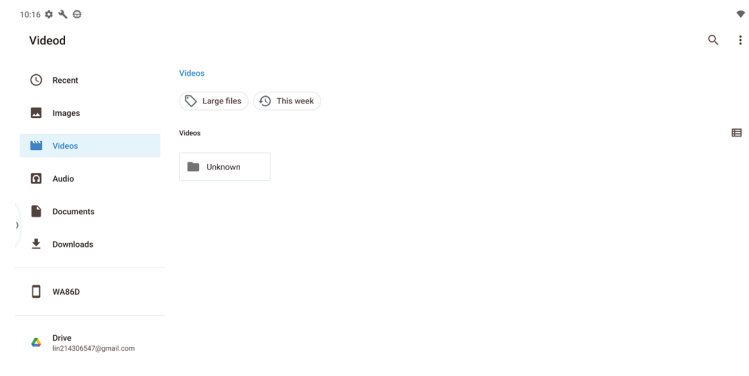 10:16
Videod
Recent
Images
Videos
Audio
Documents
Downloads
WA86D
Drive
lin214306547@gmail.com
Videos
Large files
This week
Videos
Unknown